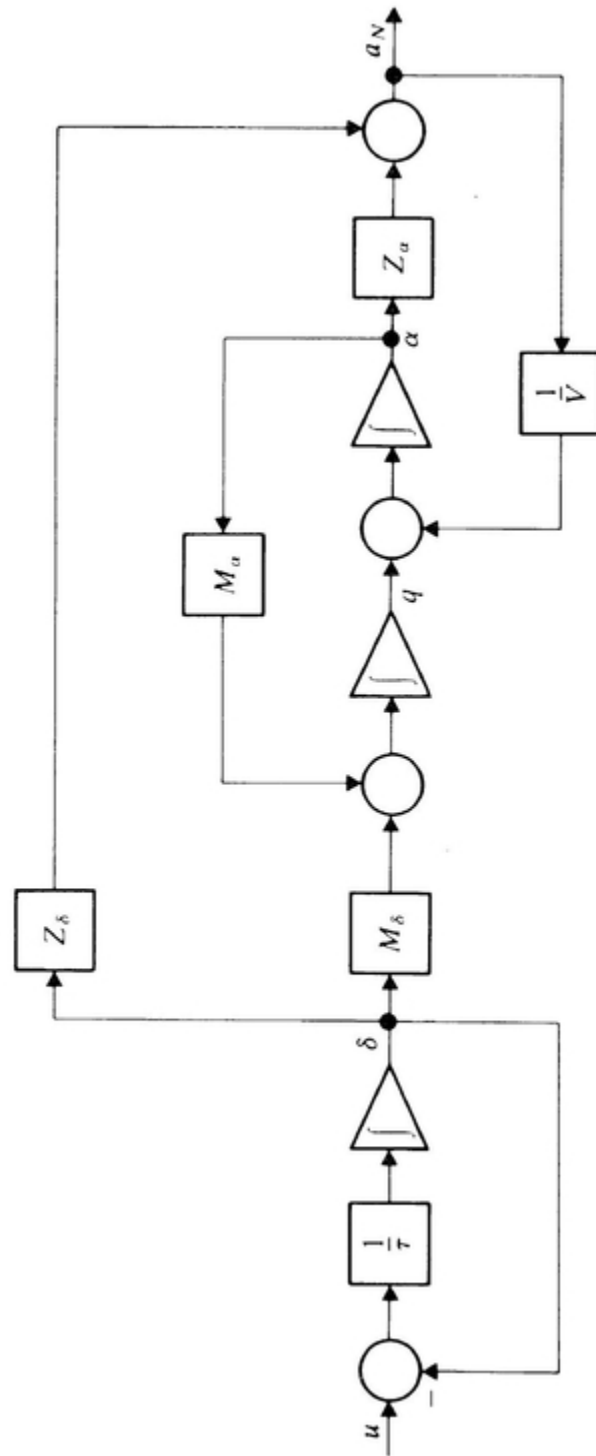 u
−
1/τ
∫
δ
Z_δ
M_δ
∫
q
M_α
∫
α
Z_α
1/V
a_N